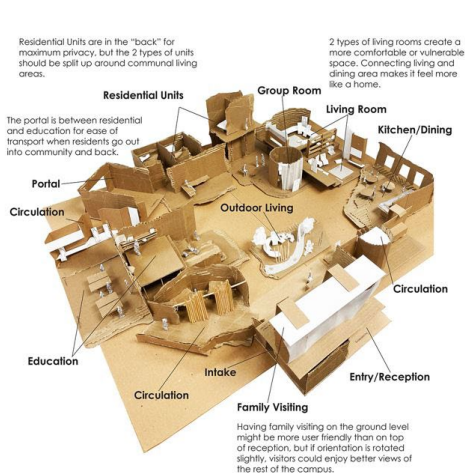 Residential Units are in the “back” for
maximum privacy, but the 2 types of units
should be split up around communal living
areas.
2 types of living rooms create a
more comfortable or vulnerable
space. Connecting living and
dining area makes it feel more
like a home.
Residential Units
Group Room
Living Room
Kitchen/Dining
The portal is between residential
and education for ease of
transport when residents go out
into community and back.
Portal
Circulation
Outdoor Living
Circulation
Education
Circulation
Intake
Entry/Reception
Family Visiting
Having family visiting on the ground level
might be more user friendly than on top
of reception, but if orientation is rotated
slightly, visitors could enjoy better views of
the rest of the campus.